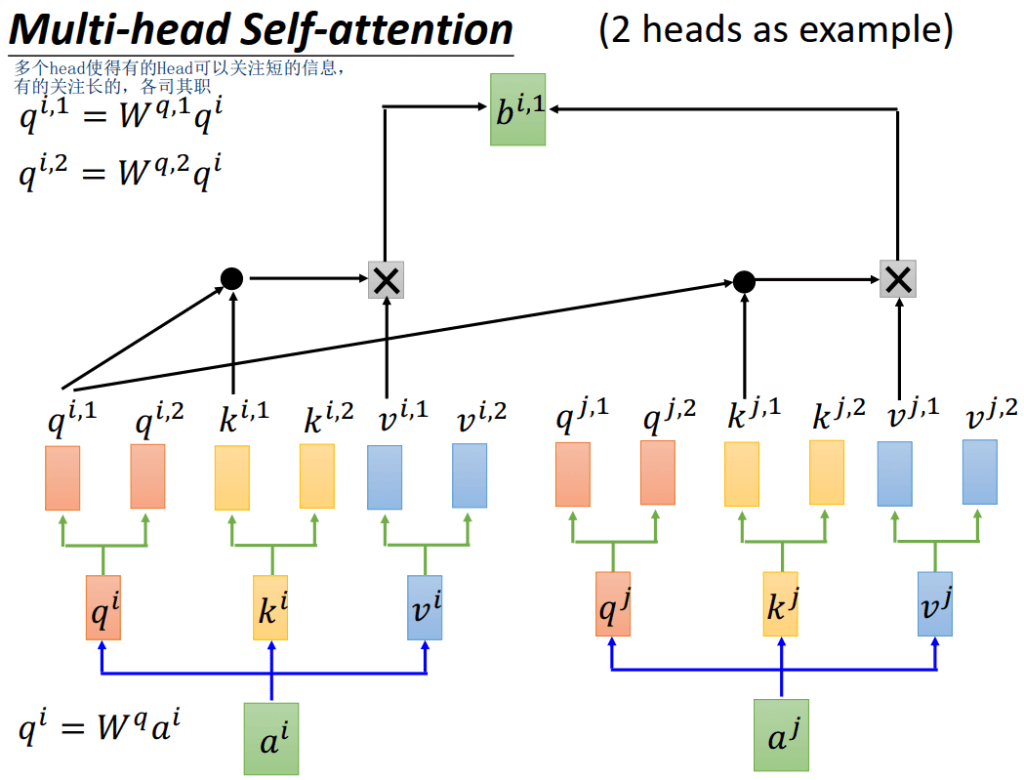 Multi-head Self-attention (2 heads as example)
多个head使得有的Head可以关注短的信息，
有的关注长的，各司其职
q^{i,1} = W^{q,1}q^{i}
q^{i,2} = W^{q,2}q^{i}
b^{i,1}
q^{i,1} q^{i,2} k^{i,1} k^{i,2} v^{i,1} v^{i,2} q^{j,1} q^{j,2} k^{j,1} k^{j,2} v^{j,1} v^{j,2}
q^{i} k^{i} v^{i} q^{j} k^{j} v^{j}
q^{i} = W^{q}a^{i}
a^{i} a^{j}